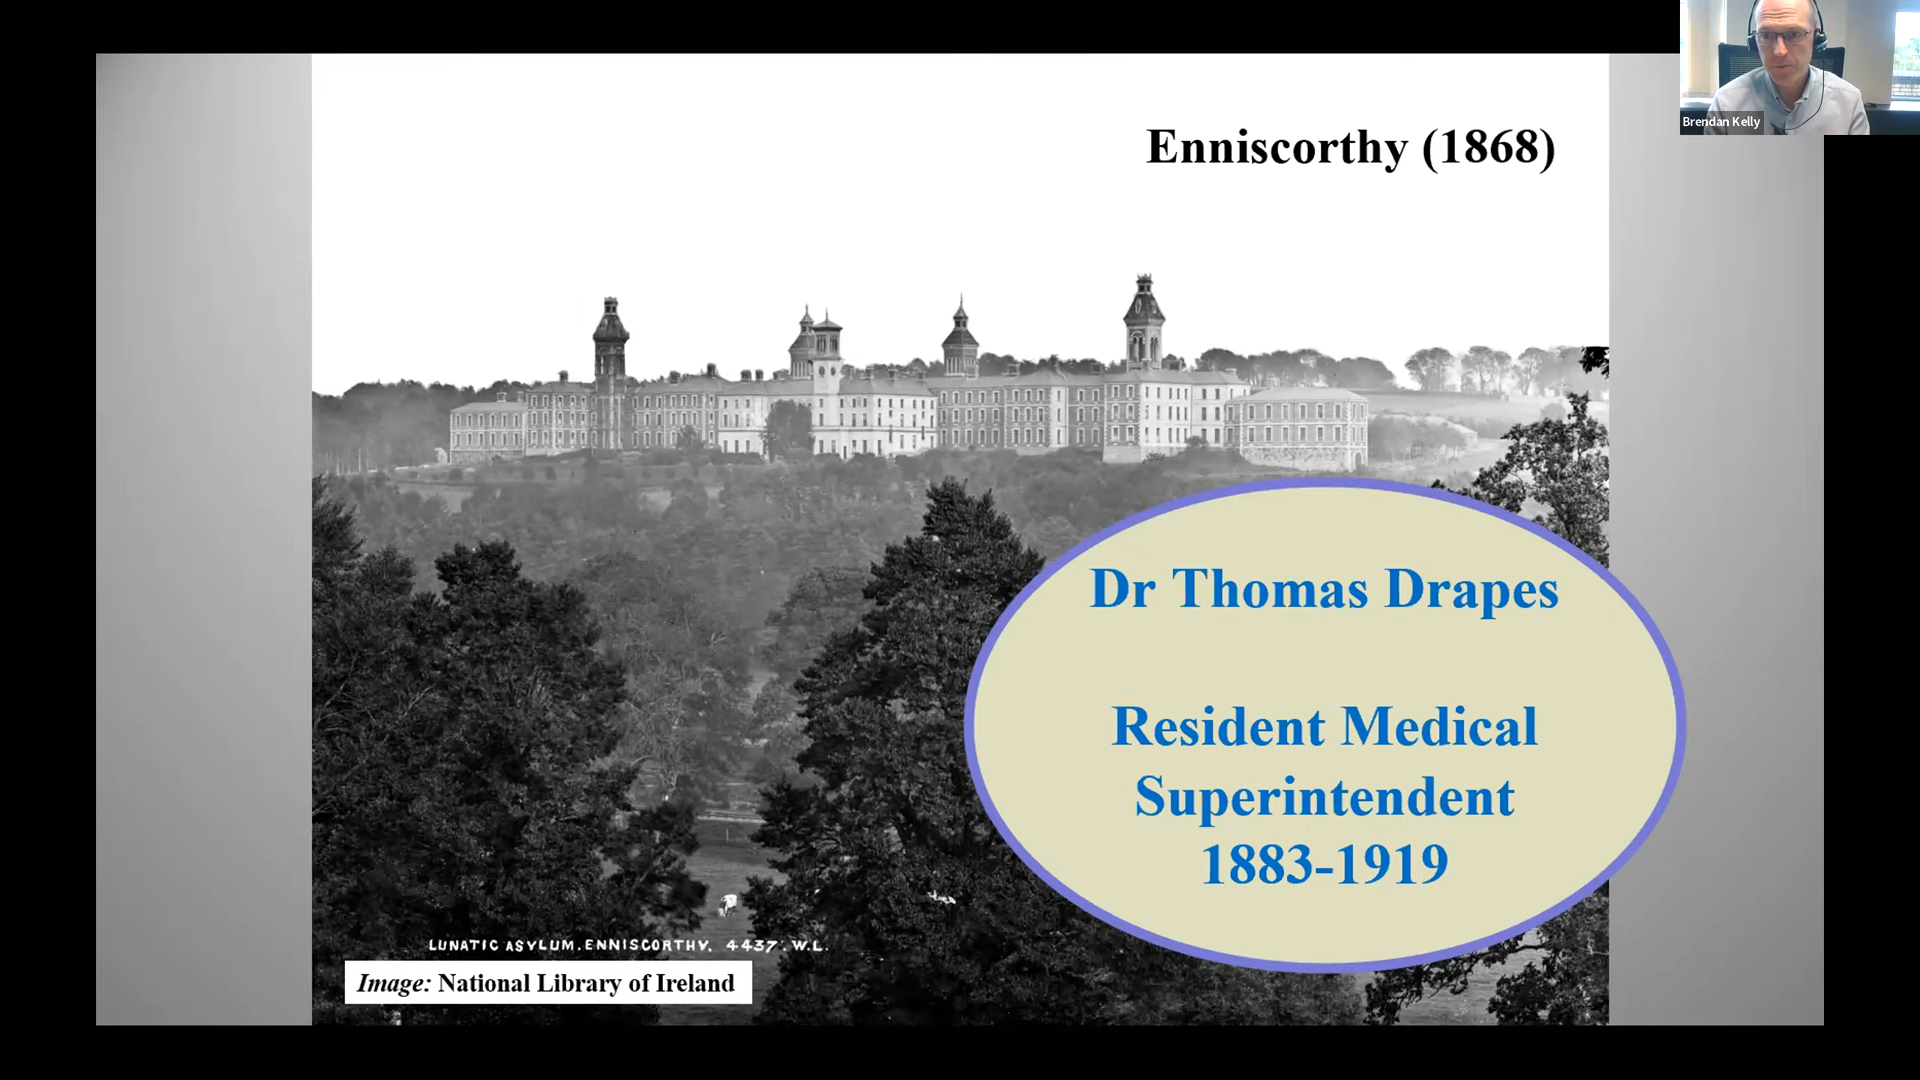 Brendan Kelly
Enniscorthy (1868)
Dr Thomas Drapes
Resident Medical
Superintendent
1883-1919
LUNATIC ASYLUM. ENNISCORTHY. 4437. W.L.
Image: National Library of Ireland